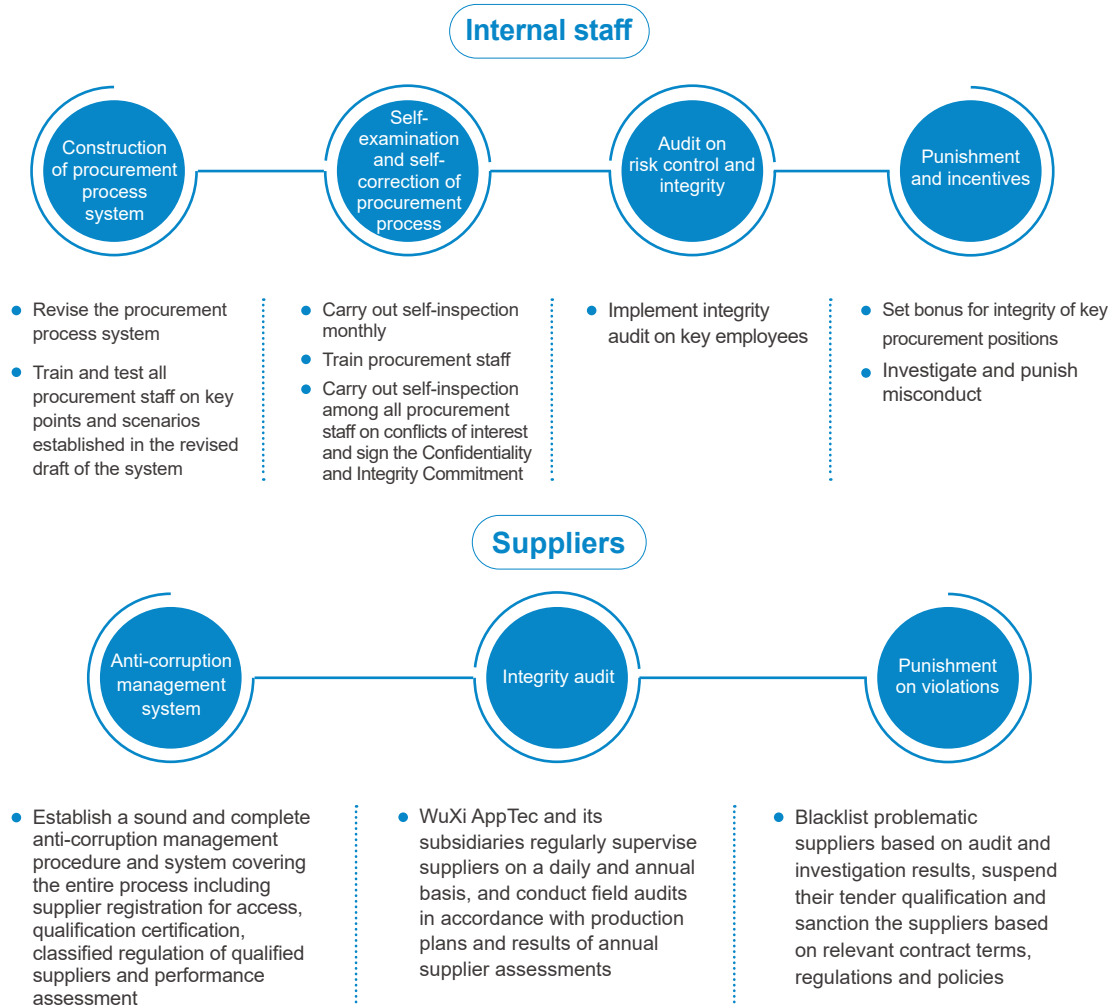 Internal staff
Construction
of procurement
process
system
Self-
examination
and self-
correction of
procurement
process
Audit on
risk control and
integrity
Punishment
and incentives
Revise the procurement
process system
Train and test all
procurement staff on key
points and scenarios
established in the revised
draft of the system
Carry out self-inspection
monthly
Train procurement staff
Carry out self-inspection
among all procurement
staff on conflicts of interest
and sign the Confidentiality
and Integrity Commitment
Implement integrity
audit on key employees
Set bonus for integrity of key
procurement positions
Investigate and punish
misconduct
Suppliers
Anti-corruption
management
system
Integrity audit
Punishment
on violations
Establish a sound and complete
anti-corruption management
procedure and system covering
the entire process including
supplier registration for access,
qualification certification,
classified regulation of qualified
suppliers and performance
assessment
WuXi AppTec and its
subsidiaries regularly supervise
suppliers on a daily and annual
basis, and conduct field audits
in accordance with production
plans and results of annual
supplier assessments
Blacklist problematic
suppliers based on audit and
investigation results, suspend
their tender qualification and
sanction the suppliers based
on relevant contract terms,
regulations and policies